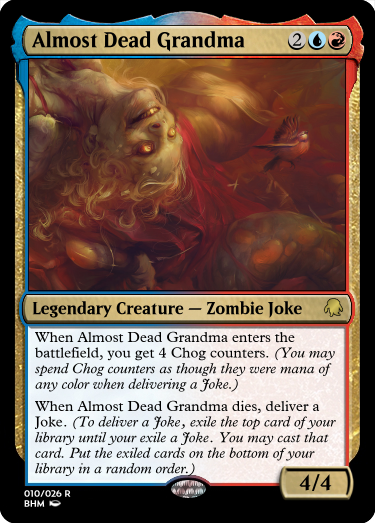 Almost Dead Grandma 2
Legendary Creature — Zombie Joke
When Almost Dead Grandma enters the
battlefield, you get 4 Chog counters. (You may
spend Chog counters as though they were mana
of any color when delivering a Joke.)
When Almost Dead Grandma dies, deliver a
Joke. (To deliver a Joke, exile the top card of your
library until your exile a Joke. You may cast that
card. Put the exiled cards on the bottom of your
library in a random order.)
4/4
010/026 R
BHM